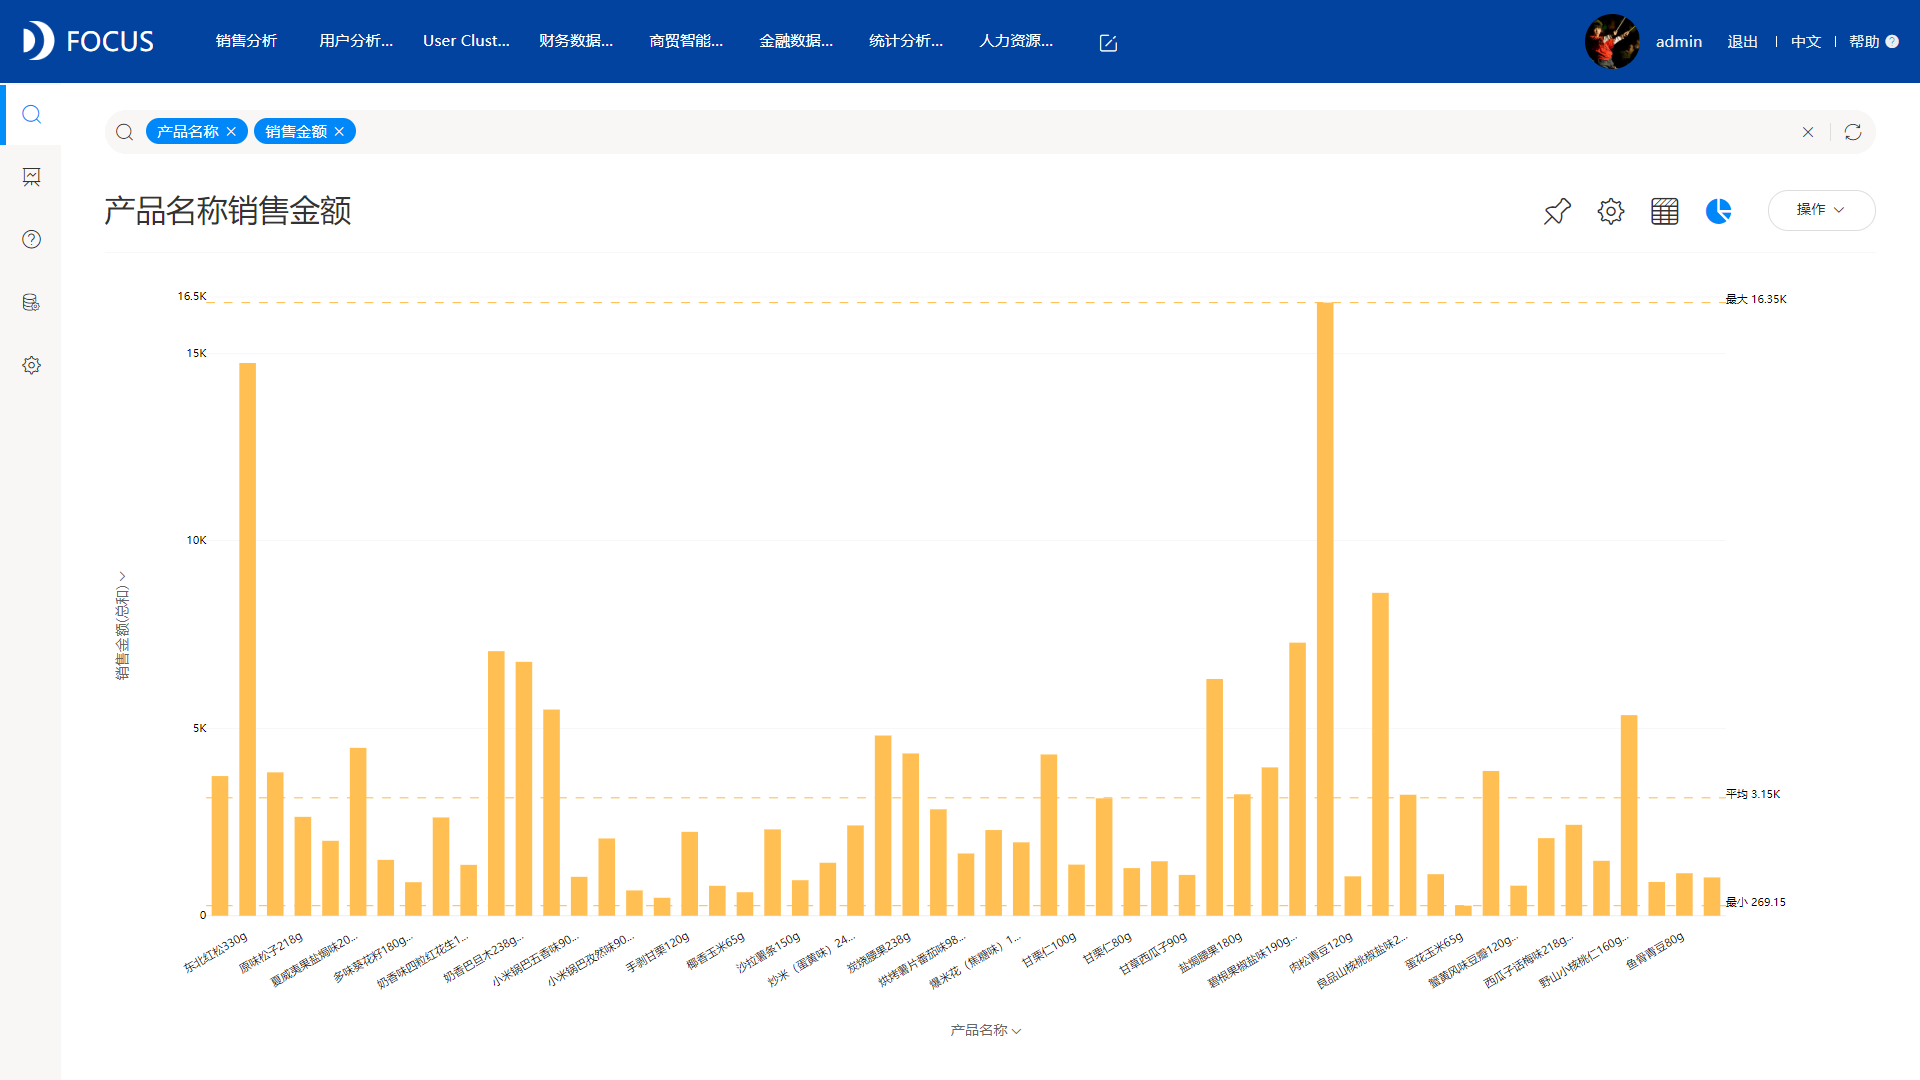 FOCUS
销售分析
用户分析...
User Clust...
财务数据...
商贸智能...
金融数据...
统计分析...
人力资源...
admin
退出
中文
帮助
产品名称
销售金额
产品名称销售金额
操作
16.5K
15K
10K
5K
0
销售金额(总和)
最大 16.35K
平均 3.15K
最小 269.15
东北红松330g
原味松子218g
夏威夷果盐焗味20...
多味葵花籽180g...
奶香味四粒红花生1...
奶香巴旦木238g...
小米锅巴五香味90...
小米锅巴孜然味90...
手剥甘栗120g
椰香玉米65g
沙拉薯条150g
炒米（蛋黄味）24...
炭烧腰果238g
烘烤薯片番茄味98...
爆米花（焦糖味）1...
甘栗仁100g
甘栗仁80g
甘草西瓜子90g
盐焗腰果180g
碧根果椒盐味190g...
肉松青豆120g
良品山核桃椒盐味2...
蛋花玉米65g
蟹黄风味豆瓣120g...
西瓜子话梅味218g...
野山小核桃仁160g...
鱼骨青豆80g
产品名称